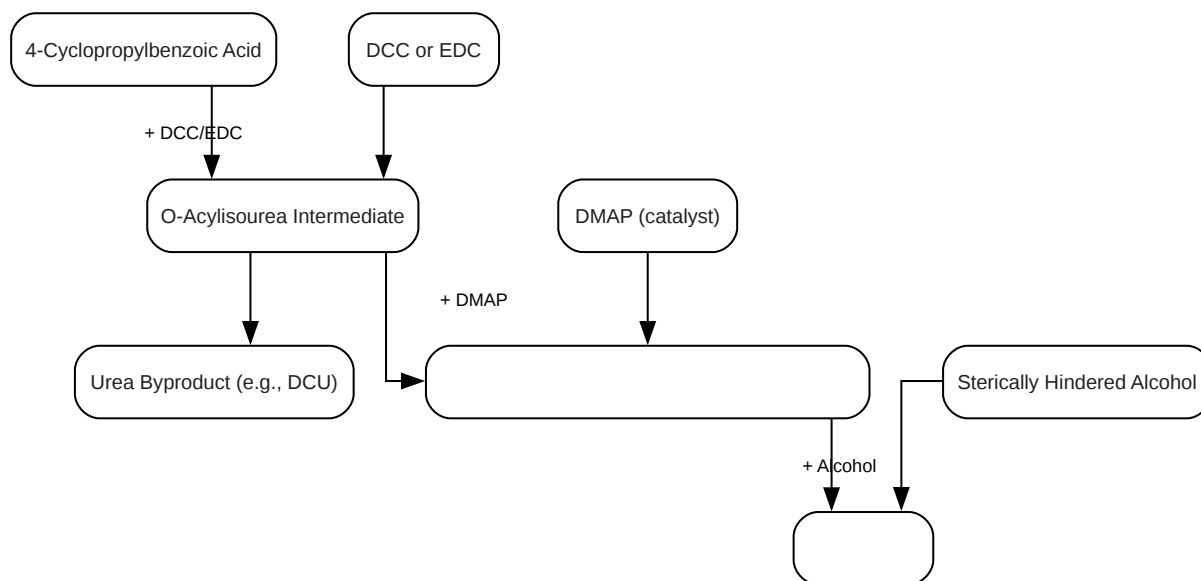 4-Cyclopropylbenzoic Acid
DCC or EDC
+ DCC/EDC
O-Acylisourea Intermediate
DMAP (catalyst)
+ DMAP
Urea Byproduct (e.g., DCU)
Sterically Hindered Alcohol
+ Alcohol